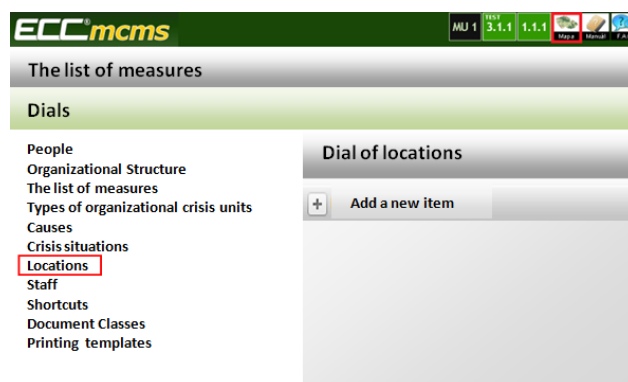 ECC®mcms
MU 1 TEST 3.1.1 1.1.1 Mapa Manuál F.A
The list of measures
Dials
People
Organizational Structure
The list of measures
Types of organizational crisis units
Causes
Crisis situations
Locations
Staff
Shortcuts
Document Classes
Printing templates
Dial of locations
+ Add a new item